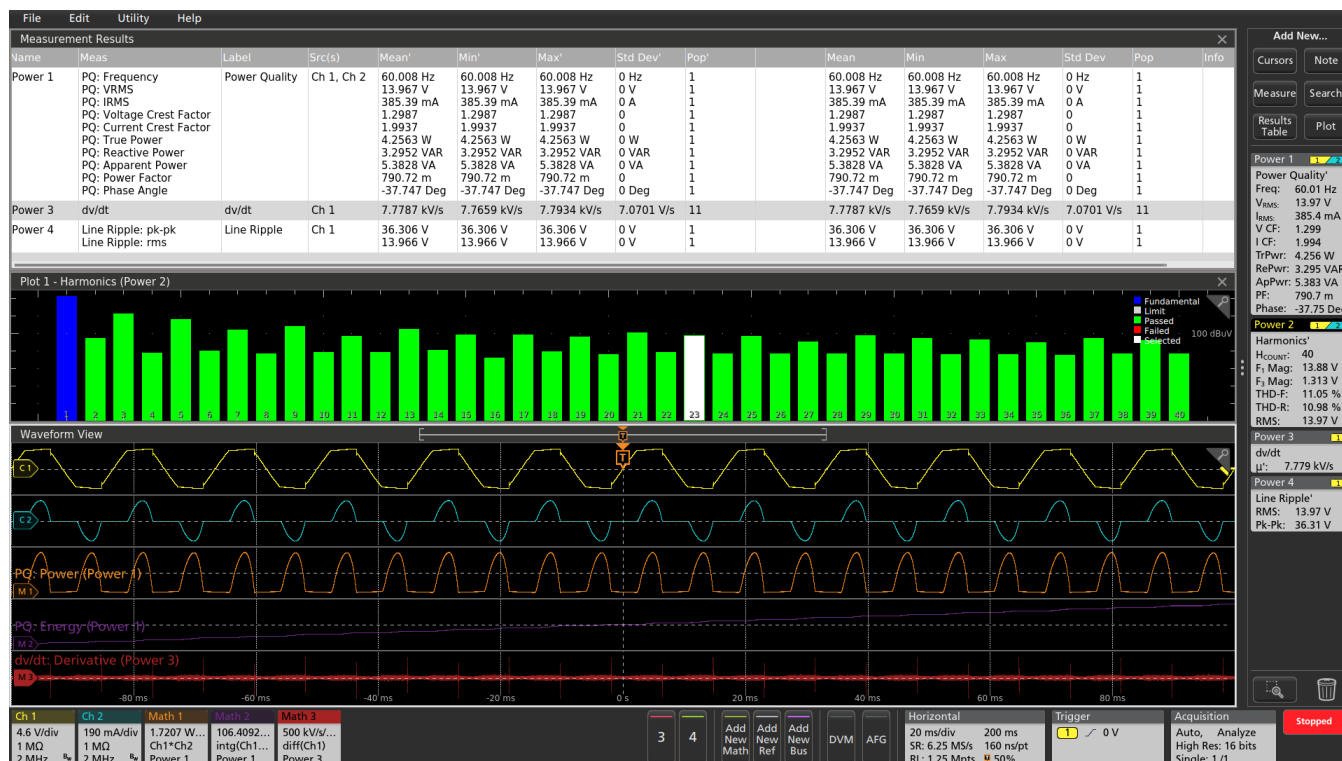 File Edit Utility Help
Measurement Results
Name Meas Label Src(s) Mean' Min' Max' Std Dev' Pop' Mean Min Max Std Dev Pop Info
Power 1 PQ: Frequency Power Quality Ch 1, Ch 2 60.008 Hz 60.008 Hz 60.008 Hz 0 Hz 1 60.008 Hz 60.008 Hz 60.008 Hz 0 Hz 1
PQ: VRMS 13.967 V 13.967 V 13.967 V 0 V 1 13.967 V 13.967 V 13.967 V 0 V 1
PQ: IRMS 385.39 mA 385.39 mA 385.39 mA 0 A 1 385.39 mA 385.39 mA 385.39 mA 0 A 1
PQ: Voltage Crest Factor 1.2987 1.2987 1.2987 0 1 1.2987 1.2987 1.2987 0 1
PQ: Current Crest Factor 1.9937 1.9937 1.9937 0 1 1.9937 1.9937 1.9937 0 1
PQ: True Power 4.2563 W 4.2563 W 4.2563 W 0 W 1 4.2563 W 4.2563 W 4.2563 W 0 W 1
PQ: Reactive Power 3.2952 VAR 3.2952 VAR 3.2952 VAR 0 VAR 1 3.2952 VAR 3.2952 VAR 3.2952 VAR 0 VAR 1
PQ: Apparent Power 5.3828 VA 5.3828 VA 5.3828 VA 0 VA 1 5.3828 VA 5.3828 VA 5.3828 VA 0 VA 1
PQ: Power Factor 790.72 m 790.72 m 790.72 m 0 1 790.72 m 790.72 m 790.72 m 0 1
PQ: Phase Angle -37.747 Deg -37.747 Deg -37.747 Deg 0 Deg 1 -37.747 Deg -37.747 Deg -37.747 Deg 0 Deg 1
Power 3 dv/dt dv/dt Ch 1 7.7787 kV/s 7.7659 kV/s 7.7934 kV/s 7.0701 V/s 11 7.7787 kV/s 7.7659 kV/s 7.7934 kV/s 7.0701 V/s 11
Power 4 Line Ripple: pk-pk Line Ripple Ch 1 36.306 V 36.306 V 36.306 V 0 V 1 36.306 V 36.306 V 36.306 V 0 V 1
Line Ripple: rms 13.966 V 13.966 V 13.966 V 0 V 1 13.966 V 13.966 V 13.966 V 0 V 1
Plot 1 - Harmonics (Power 2)
Fundamental
Limit
Passed
Failed
Selected
100 dBuV
1 2 3 4 5 6 7 8 9 10 11 12 13 14 15 16 17 18 19 20 21 22 23 24 25 26 27 28 29 30 31 32 33 34 35 36 37 38 39 40
Waveform View
T
T
C 1
C 2
PQ: Power (Power 1)
M 1
PQ: Energy (Power 1)
M 2
dv/dt: Derivative (Power 3)
M 3
-80 ms -60 ms -40 ms -20 ms 0 s 20 ms 40 ms 60 ms 80 ms
Add New...
Cursors Note
Measure Search
Results Table Plot
Power 1 1 2
Power Quality'
Freq: 60.01 Hz
VRMS: 13.97 V
IRMS: 385.4 mA
V CF: 1.299
I CF: 1.994
TrPwr: 4.256 W
RePwr: 3.295 VAR
ApPwr: 5.383 VA
PF: 790.7 m
Phase: -37.75 Deg
Power 2 1 2
Harmonics'
HCOUNT: 40
F1 Mag: 13.88 V
F3 Mag: 1.313 V
THD-F: 11.05 %
THD-R: 10.98 %
RMS: 13.97 V
Power 3 1
dv/dt
μ': 7.779 kV/s
Power 4 1
Line Ripple'
RMS: 13.97 V
Pk-Pk: 36.31 V
Ch 1
4.6 V/div
1 MΩ
2 MHz Bw
Ch 2
190 mA/div
1 MΩ
2 MHz Bw
Math 1
1.7207 W...
Ch1*Ch2
Power 1
Math 2
106.4092...
intg(Ch1...
Power 1
Math 3
500 kV/s/...
diff(Ch1)
Power 3
3 4
Add New Math
Add New Ref
Add New Bus
DVM AFG
Horizontal
20 ms/div 200 ms
SR: 6.25 MS/s 160 ns/pt
RL: 1.25 Mpts 50%
Trigger
1 0 V
Acquisition
Auto, Analyze
High Res: 16 bits
Single: 1/1
Stopped